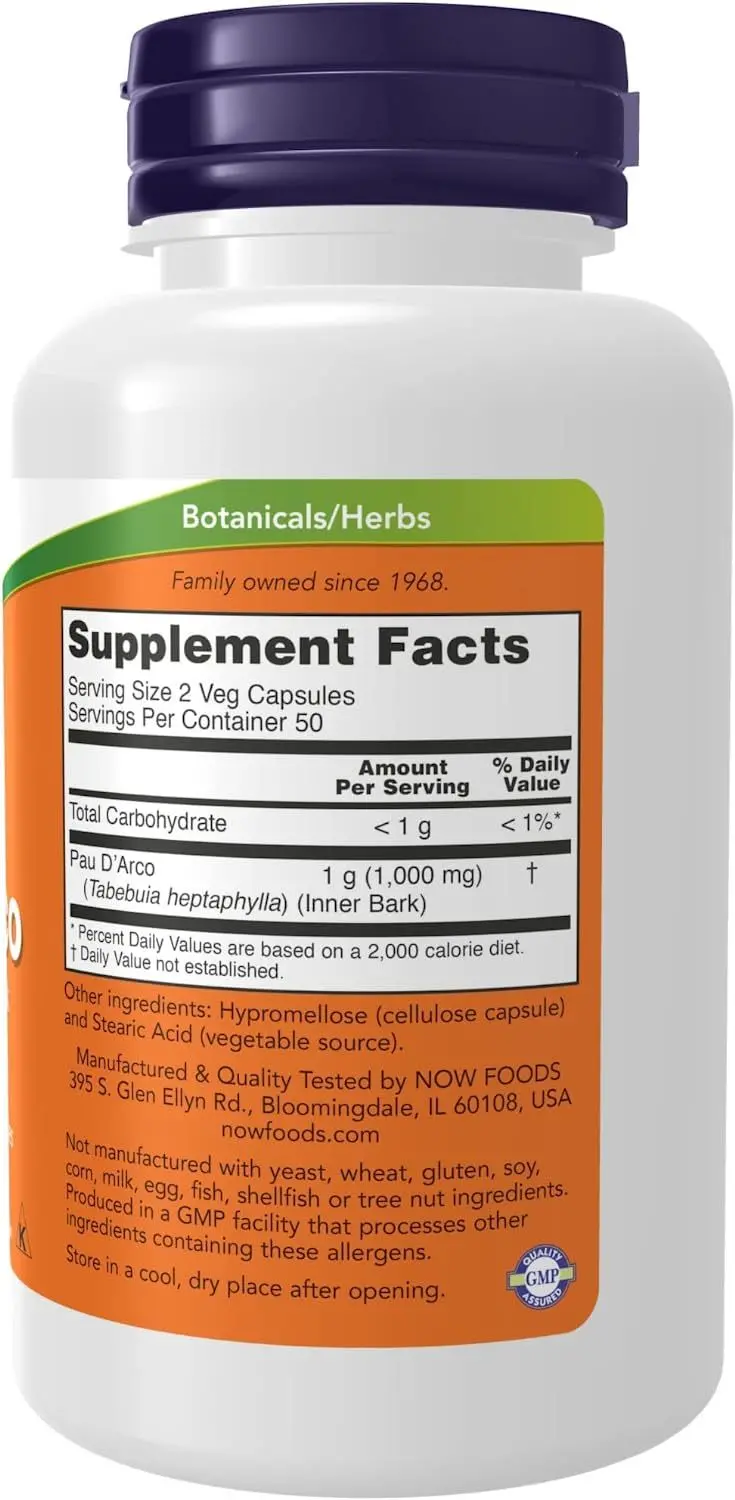 Botanicals/Herbs
Family owned since 1968.
Supplement Facts
Serving Size 2 Veg Capsules
Servings Per Container 50
Amount Per Serving
% Daily Value
Total Carbohydrate < 1 g < 1%*
Pau D'Arco 1 g (1,000 mg) †
(Tabebuia heptaphylla) (Inner Bark)
* Percent Daily Values are based on a 2,000 calorie diet.
† Daily Value not established.
Other ingredients: Hypromellose (cellulose capsule)
and Stearic Acid (vegetable source).
Manufactured & Quality Tested by NOW FOODS
395 S. Glen Ellyn Rd., Bloomingdale, IL 60108, USA
nowfoods.com
Not manufactured with yeast, wheat, gluten, soy,
corn, milk, egg, fish, shellfish or tree nut ingredients.
Produced in a GMP facility that processes other
ingredients containing these allergens.
Store in a cool, dry place after opening.
K
QUALITY
GMP
ASSURED